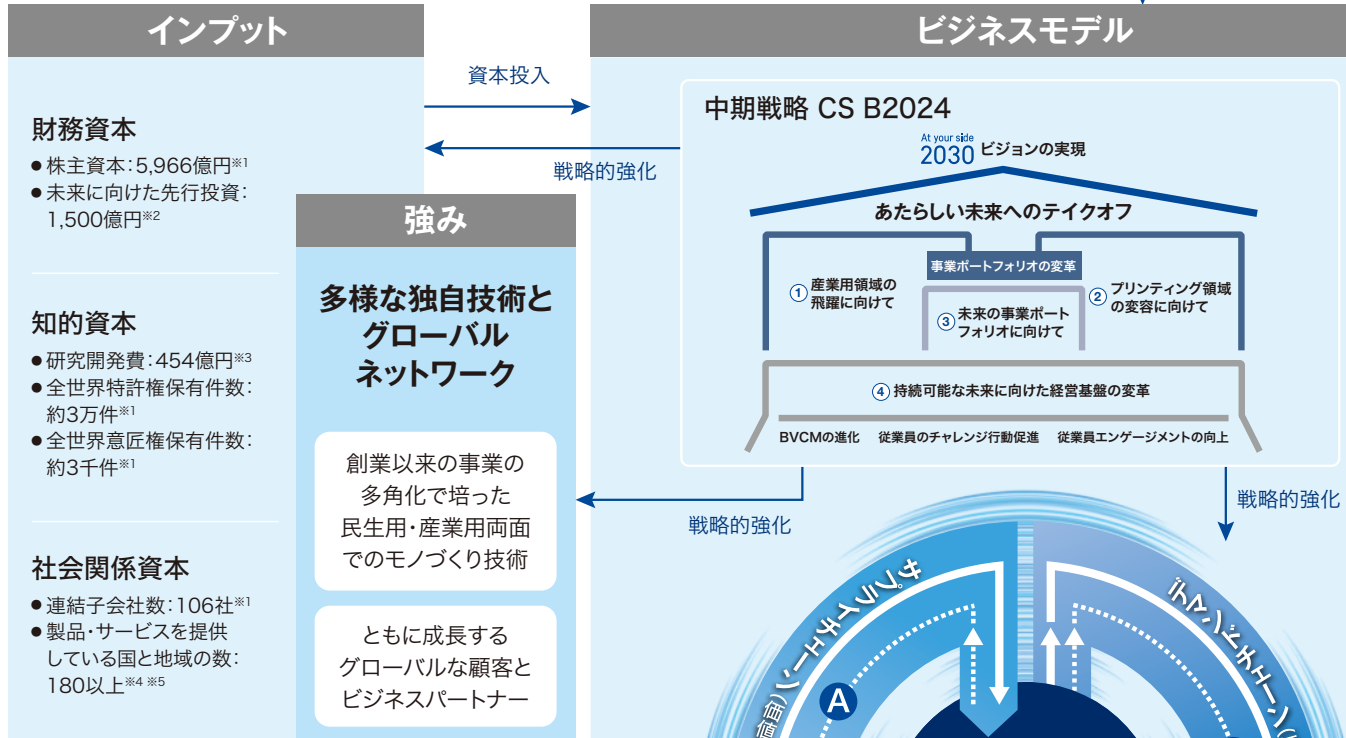 インプット
財務資本
●株主資本：5,966億円※1
●未来に向けた先行投資：
1,500億円※2
知的資本
●研究開発費：454億円※3
●全世界特許権保有件数：
約3万件※1
●全世界意匠権保有件数：
約3千件※1
社会関係資本
●連結子会社数：106社※1
●製品・サービスを提供
している国と地域の数：
180以上※4 ※5
強み
多様な独自技術と
グローバル
ネットワーク
創業以来の事業の
多角化で培った
民生用・産業用両面
でのモノづくり技術
ともに成長する
グローバルな顧客と
ビジネスパートナー
資本投入
戦略的強化
ビジネスモデル
中期戦略 CS B2024
At your side
2030 ビジョンの実現
あたらしい未来へのテイクオフ
事業ポートフォリオの変革
① 産業用領域の
飛躍に向けて
② プリンティング領域
の変容に向けて
③ 未来の事業ポート
フォリオに向けて
④ 持続可能な未来に向けた経営基盤の変革
BVCMの進化 従業員のチャレンジ行動促進 従業員エンゲージメントの向上
戦略的強化
戦略的強化
サプライチェーン(価値
デマンドチェーン(
A